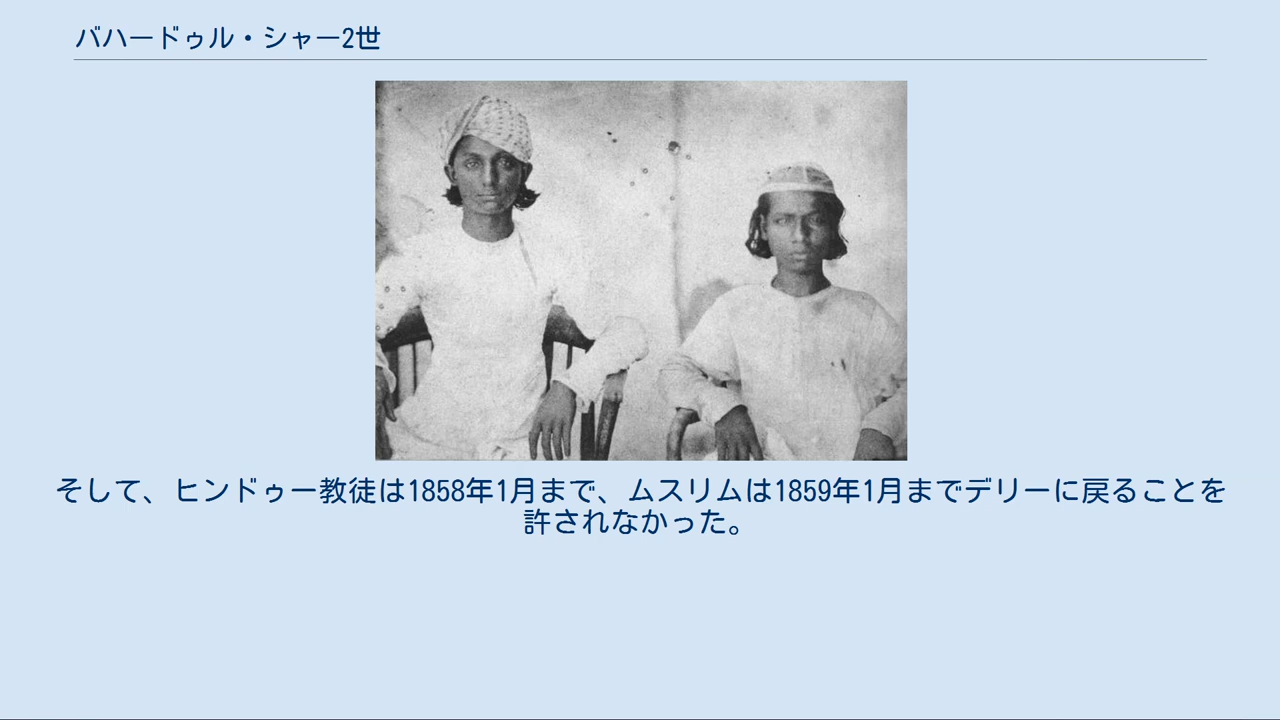 バハードゥル・シャー2世
そして、ヒンドゥー教徒は1858年1月まで、ムスリムは1859年1月までデリーに戻ることを
許されなかった。